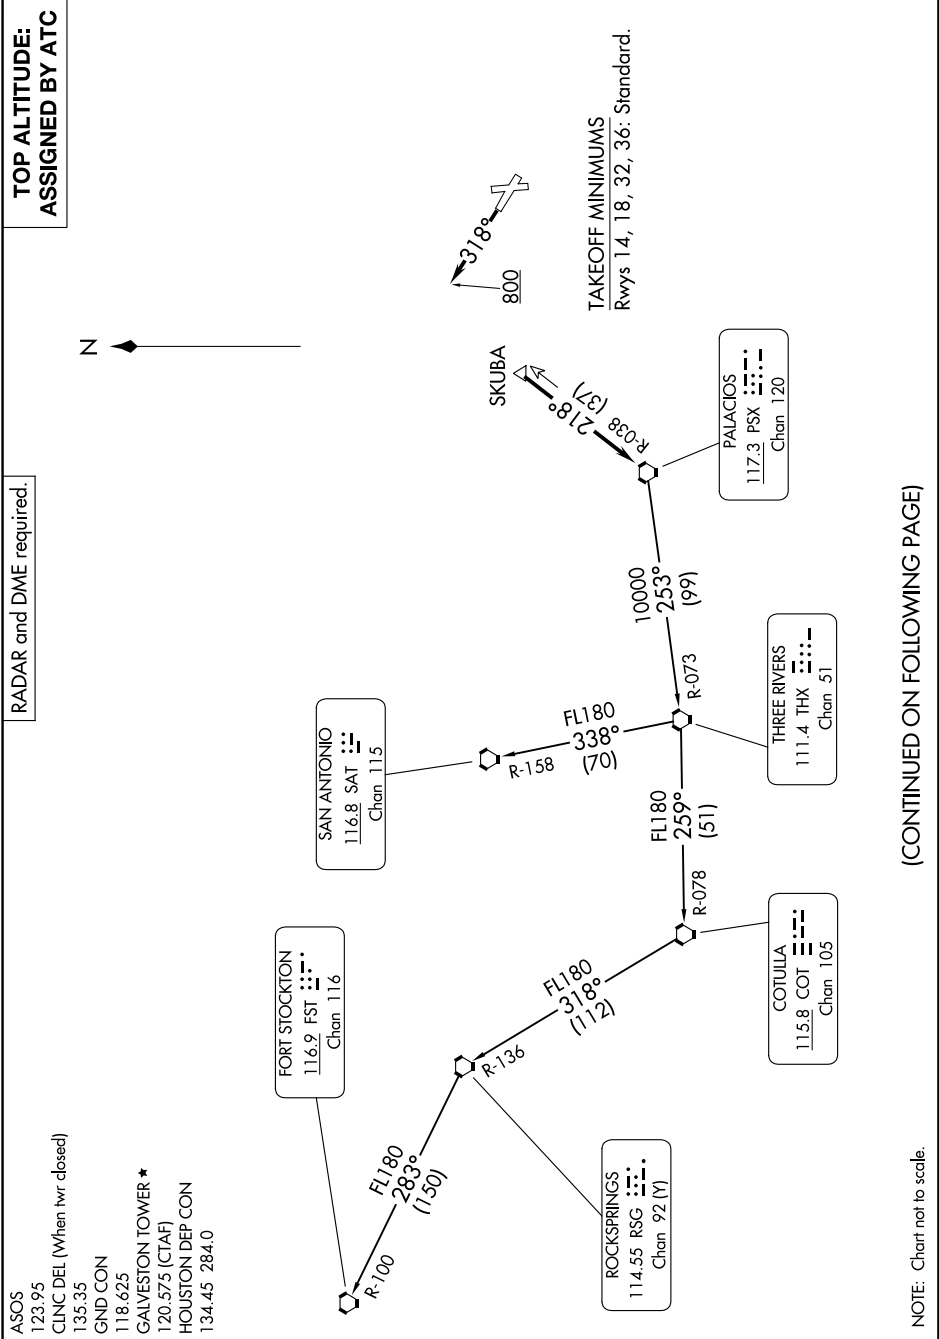 ASOS
123.95
CLNC DEL (When twr closed)
135.35
GND CON
118.625
GALVESTON TOWER ★
120.575 (CTAF)
HOUSTON DEP CON
134.45 284.0
RADAR and DME required.
TOP ALTITUDE:
ASSIGNED BY ATC
N
FORT STOCKTON
116.9 FST
Chan 116
SAN ANTONIO
116.8 SAT
Chan 115
R-100
FL180
283°
(150)
R-136
FL180
318°
(112)
R-158
FL180
338°
(70)
R-078
FL180
259°
(51)
R-073
10000
253°
(99)
R-038
218°
(37)
SKUBA
318°
800
TAKEOFF MINIMUMS
Rwys 14, 18, 32, 36: Standard.
ROCKSPRINGS
114.55 RSG
Chan 92 (Y)
COTULLA
115.8 COT
Chan 105
THREE RIVERS
111.4 THX
Chan 51
PALACIOS
117.3 PSX
Chan 120
(CONTINUED ON FOLLOWING PAGE)
NOTE: Chart not to scale.